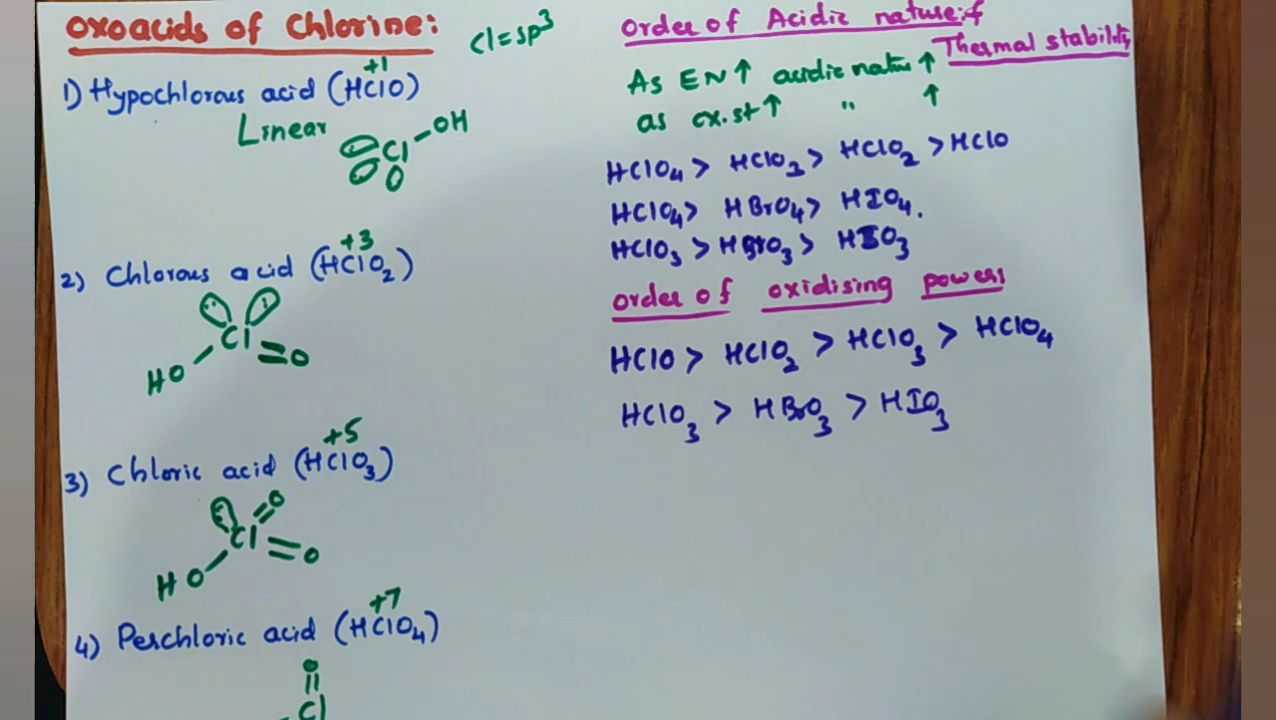 Oxoacids of Chlorine:
Cl = sp³
1) Hypochlorous acid (HClO)
+1
Linear
Cl-OH
2) Chlorous acid (HClO₂)
+3
HO Cl = O
3) Chloric acid (HClO₃)
+5
O
HO Cl = O
4) Perchloric acid (HClO₄)
+7
O
Cl
Order of Acidic nature: &
Thermal stability
As EN↑ acidic nature ↑
as ox.st↑ " ↑
HClO₄ > HClO₃ > HClO₂ > HClO
HClO₄ > HBrO₄ > HIO₄.
HClO₃ > HBrO₃ > HIO₃
Order of oxidising powers
HClO > HClO₂ > HClO₃ > HClO₄
HClO₃ > HBrO₃ > HIO₃